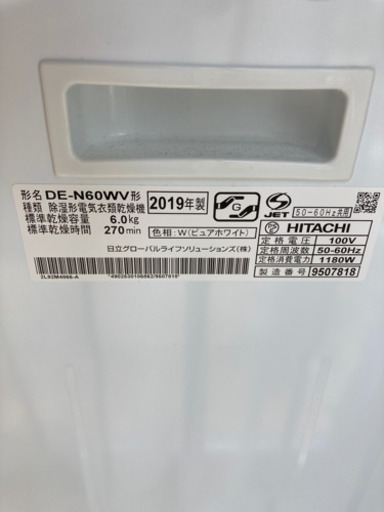 形名 DE-N60WV形
種類 除湿形電気衣類乾燥機
標準乾燥容量 6.0kg
標準乾燥時間 270min
2019年製
色相:W(ピュアホワイト)
日立グローバルライフソリューションズ(株)
G
JET
50-60Hz共用
HITACHI
定格電圧 100V
定格周波数 50-60Hz
定格消費電力 1180W
製造番号 9507818